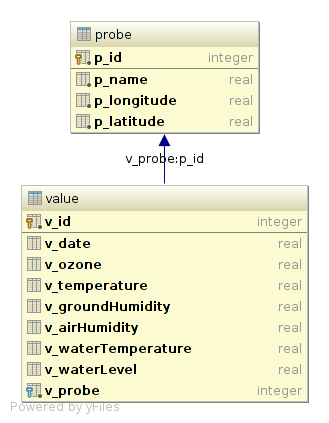 probe
p_id integer
p_name real
p_longitude real
p_latitude real
v_probe:p_id
value
v_id integer
v_date real
v_ozone real
v_temperature real
v_groundHumidity real
v_airHumidity real
v_waterTemperature real
v_waterLevel real
v_probe integer
Powered by yFiles